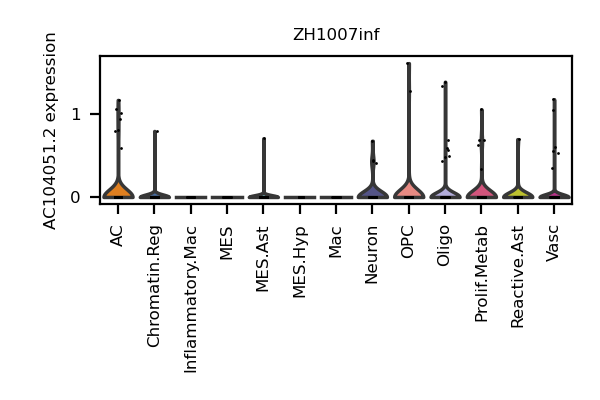 ZH1007inf
AC104051.2 expression
1
0
AC
Chromatin.Reg
Inflammatory.Mac
MES
MES.Ast
MES.Hyp
Mac
Neuron
OPC
Oligo
Prolif.Metab
Reactive.Ast
Vasc